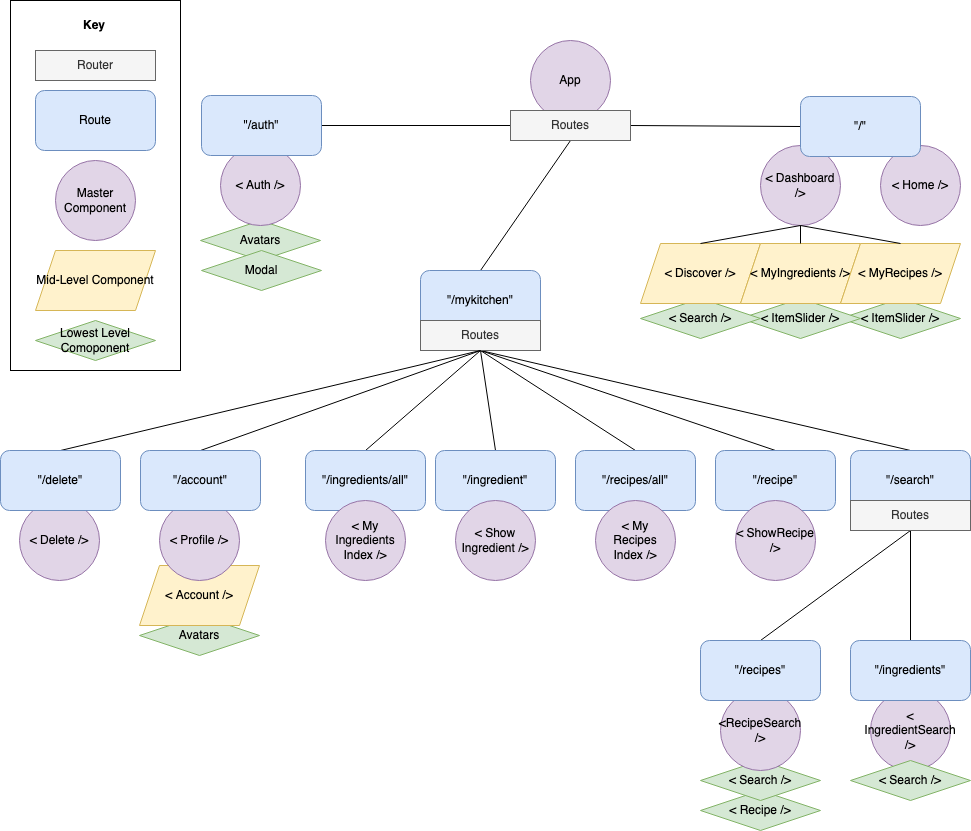 Key
Router
Route
Master
Component
Mid-Level Component
Lowest Level
Comoponent
App
Routes
"/auth"
< Auth />
Avatars
Modal
"/"
< Dashboard
/>
< Home />
< Discover />
< MyIngredients />
< MyRecipes />
< Search />
< ItemSlider />
< ItemSlider />
"/mykitchen"
Routes
"/delete"
< Delete />
"/account"
< Profile />
< Account />
Avatars
"/ingredients/all"
< My
Ingredients
Index />
"/ingredient"
< Show
Ingredient />
"/recipes/all"
< My
Recipes
Index />
"/recipe"
< ShowRecipe
/>
"/search"
Routes
"/recipes"
<RecipeSearch
/>
< Search />
< Recipe />
"/ingredients"
<
IngredientSearch
/>
< Search />